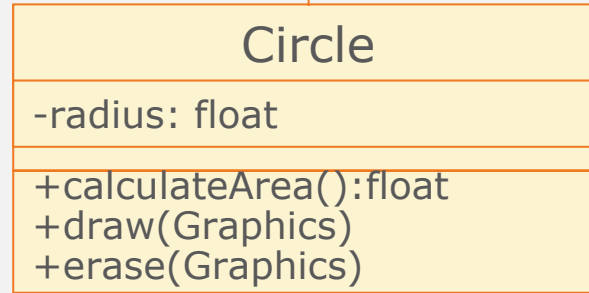 Circle
-radius: float
+calculateArea():float
+draw(Graphics)
+erase(Graphics)